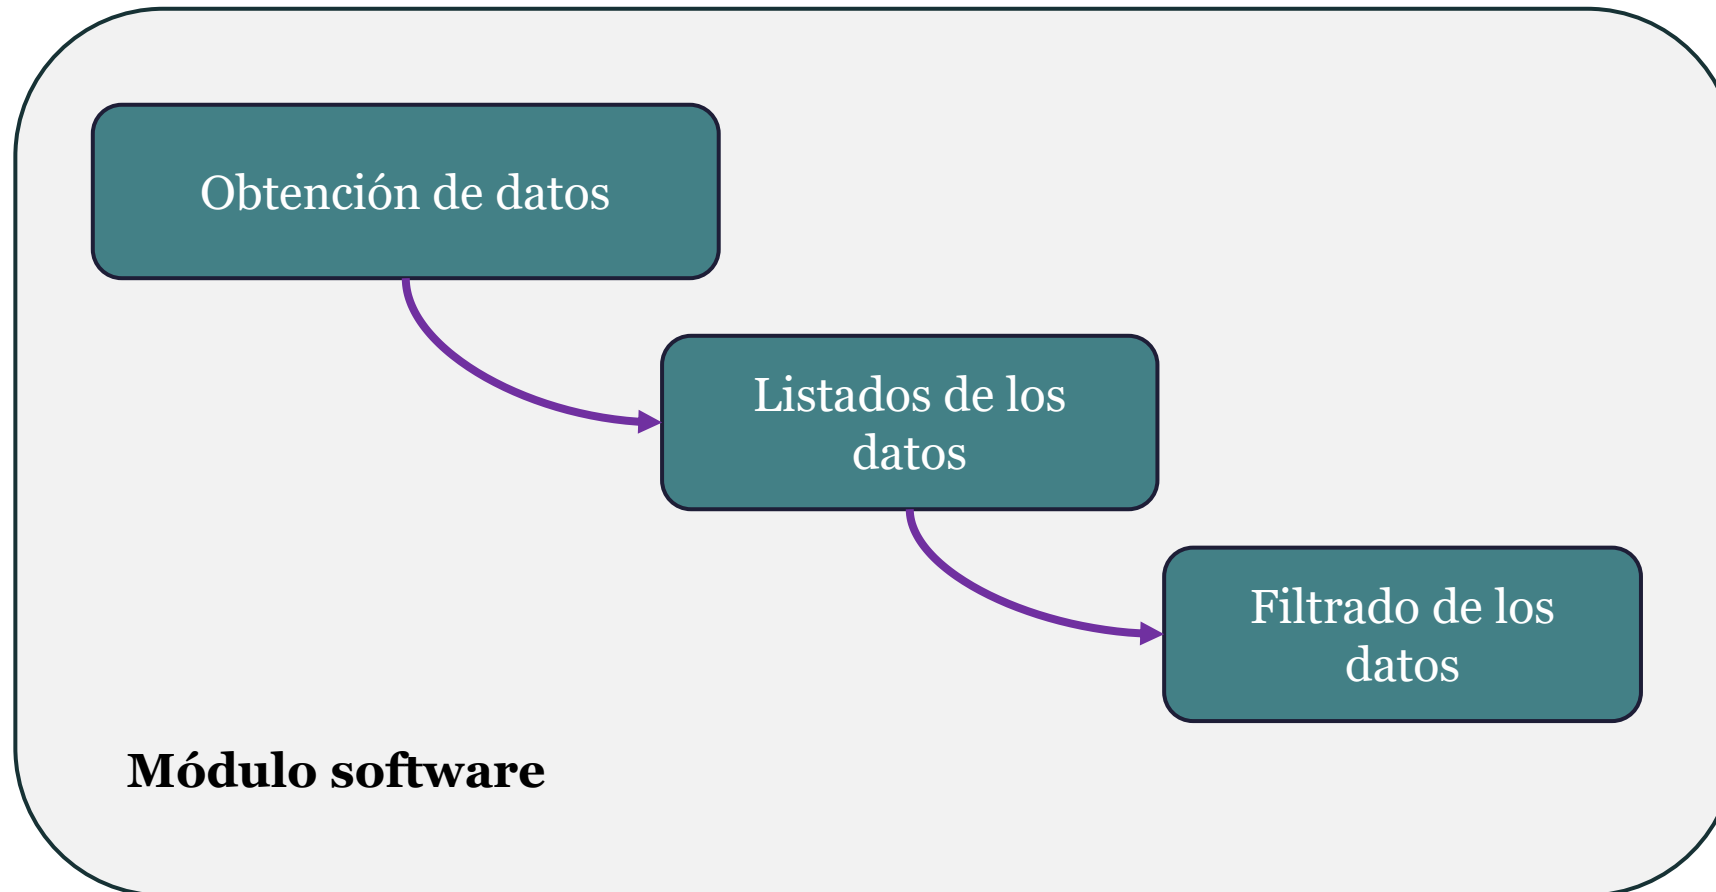 Obtención de datos
Listados de los
datos
Filtrado de los
datos
Módulo software